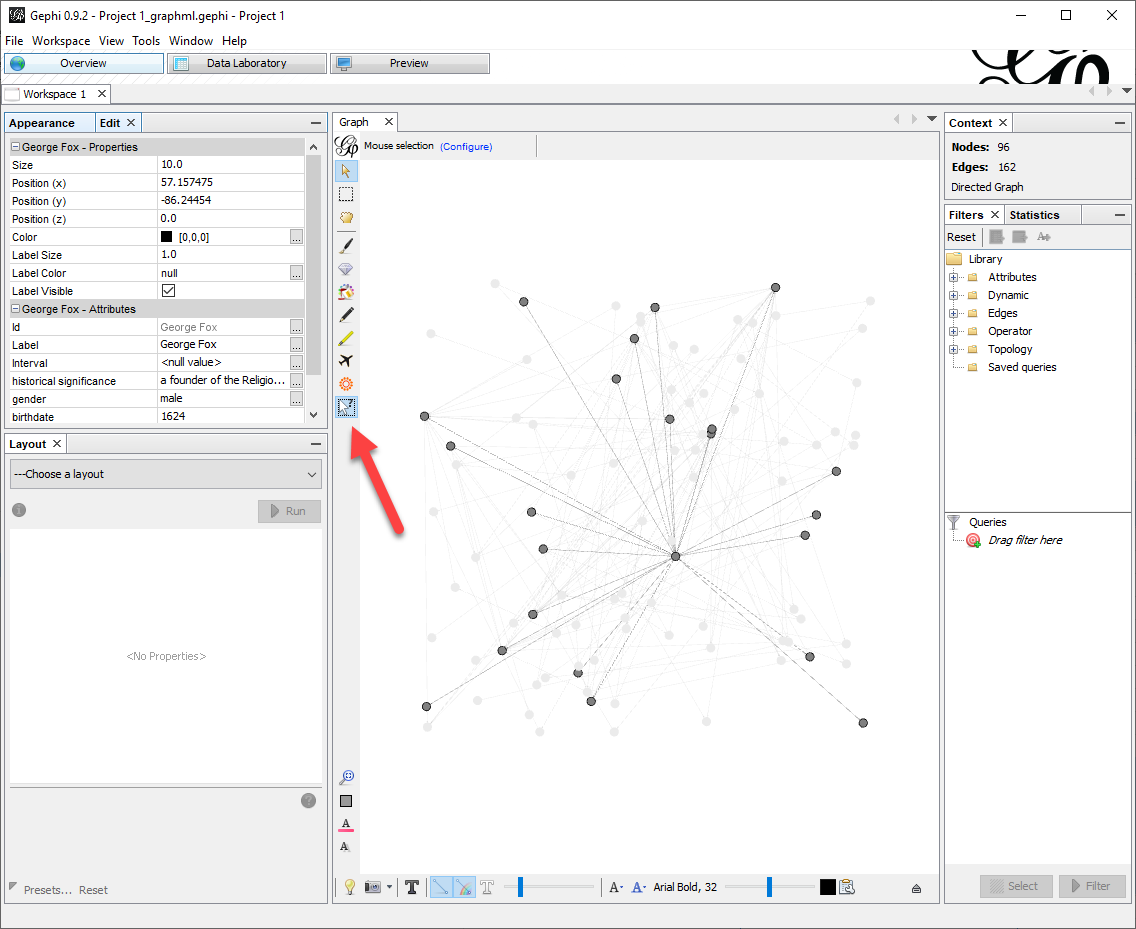 Gephi 0.9.2 - Project 1_graphml.gephi - Project 1
File Workspace View Tools Window Help
Overview Data Laboratory Preview
Workspace 1
Appearance Edit
George Fox - Properties
Size 10.0
Position (x) 57.157475
Position (y) -86.24454
Position (z) 0.0
Color [0,0,0] ...
Label Size 1.0
Label Color null ...
Label Visible
George Fox - Attributes
Id George Fox ...
Label George Fox ...
Interval <null value> ...
historical significance a founder of the Religio... ...
gender male ...
birthdate 1624
Layout
---Choose a layout
Run
<No Properties>
Presets... Reset
Graph
Mouse selection (Configure)
Arial Bold, 32
Context
Nodes: 96
Edges: 162
Directed Graph
Filters Statistics
Reset
Library
Attributes
Dynamic
Edges
Operator
Topology
Saved queries
Queries
Drag filter here
Select Filter